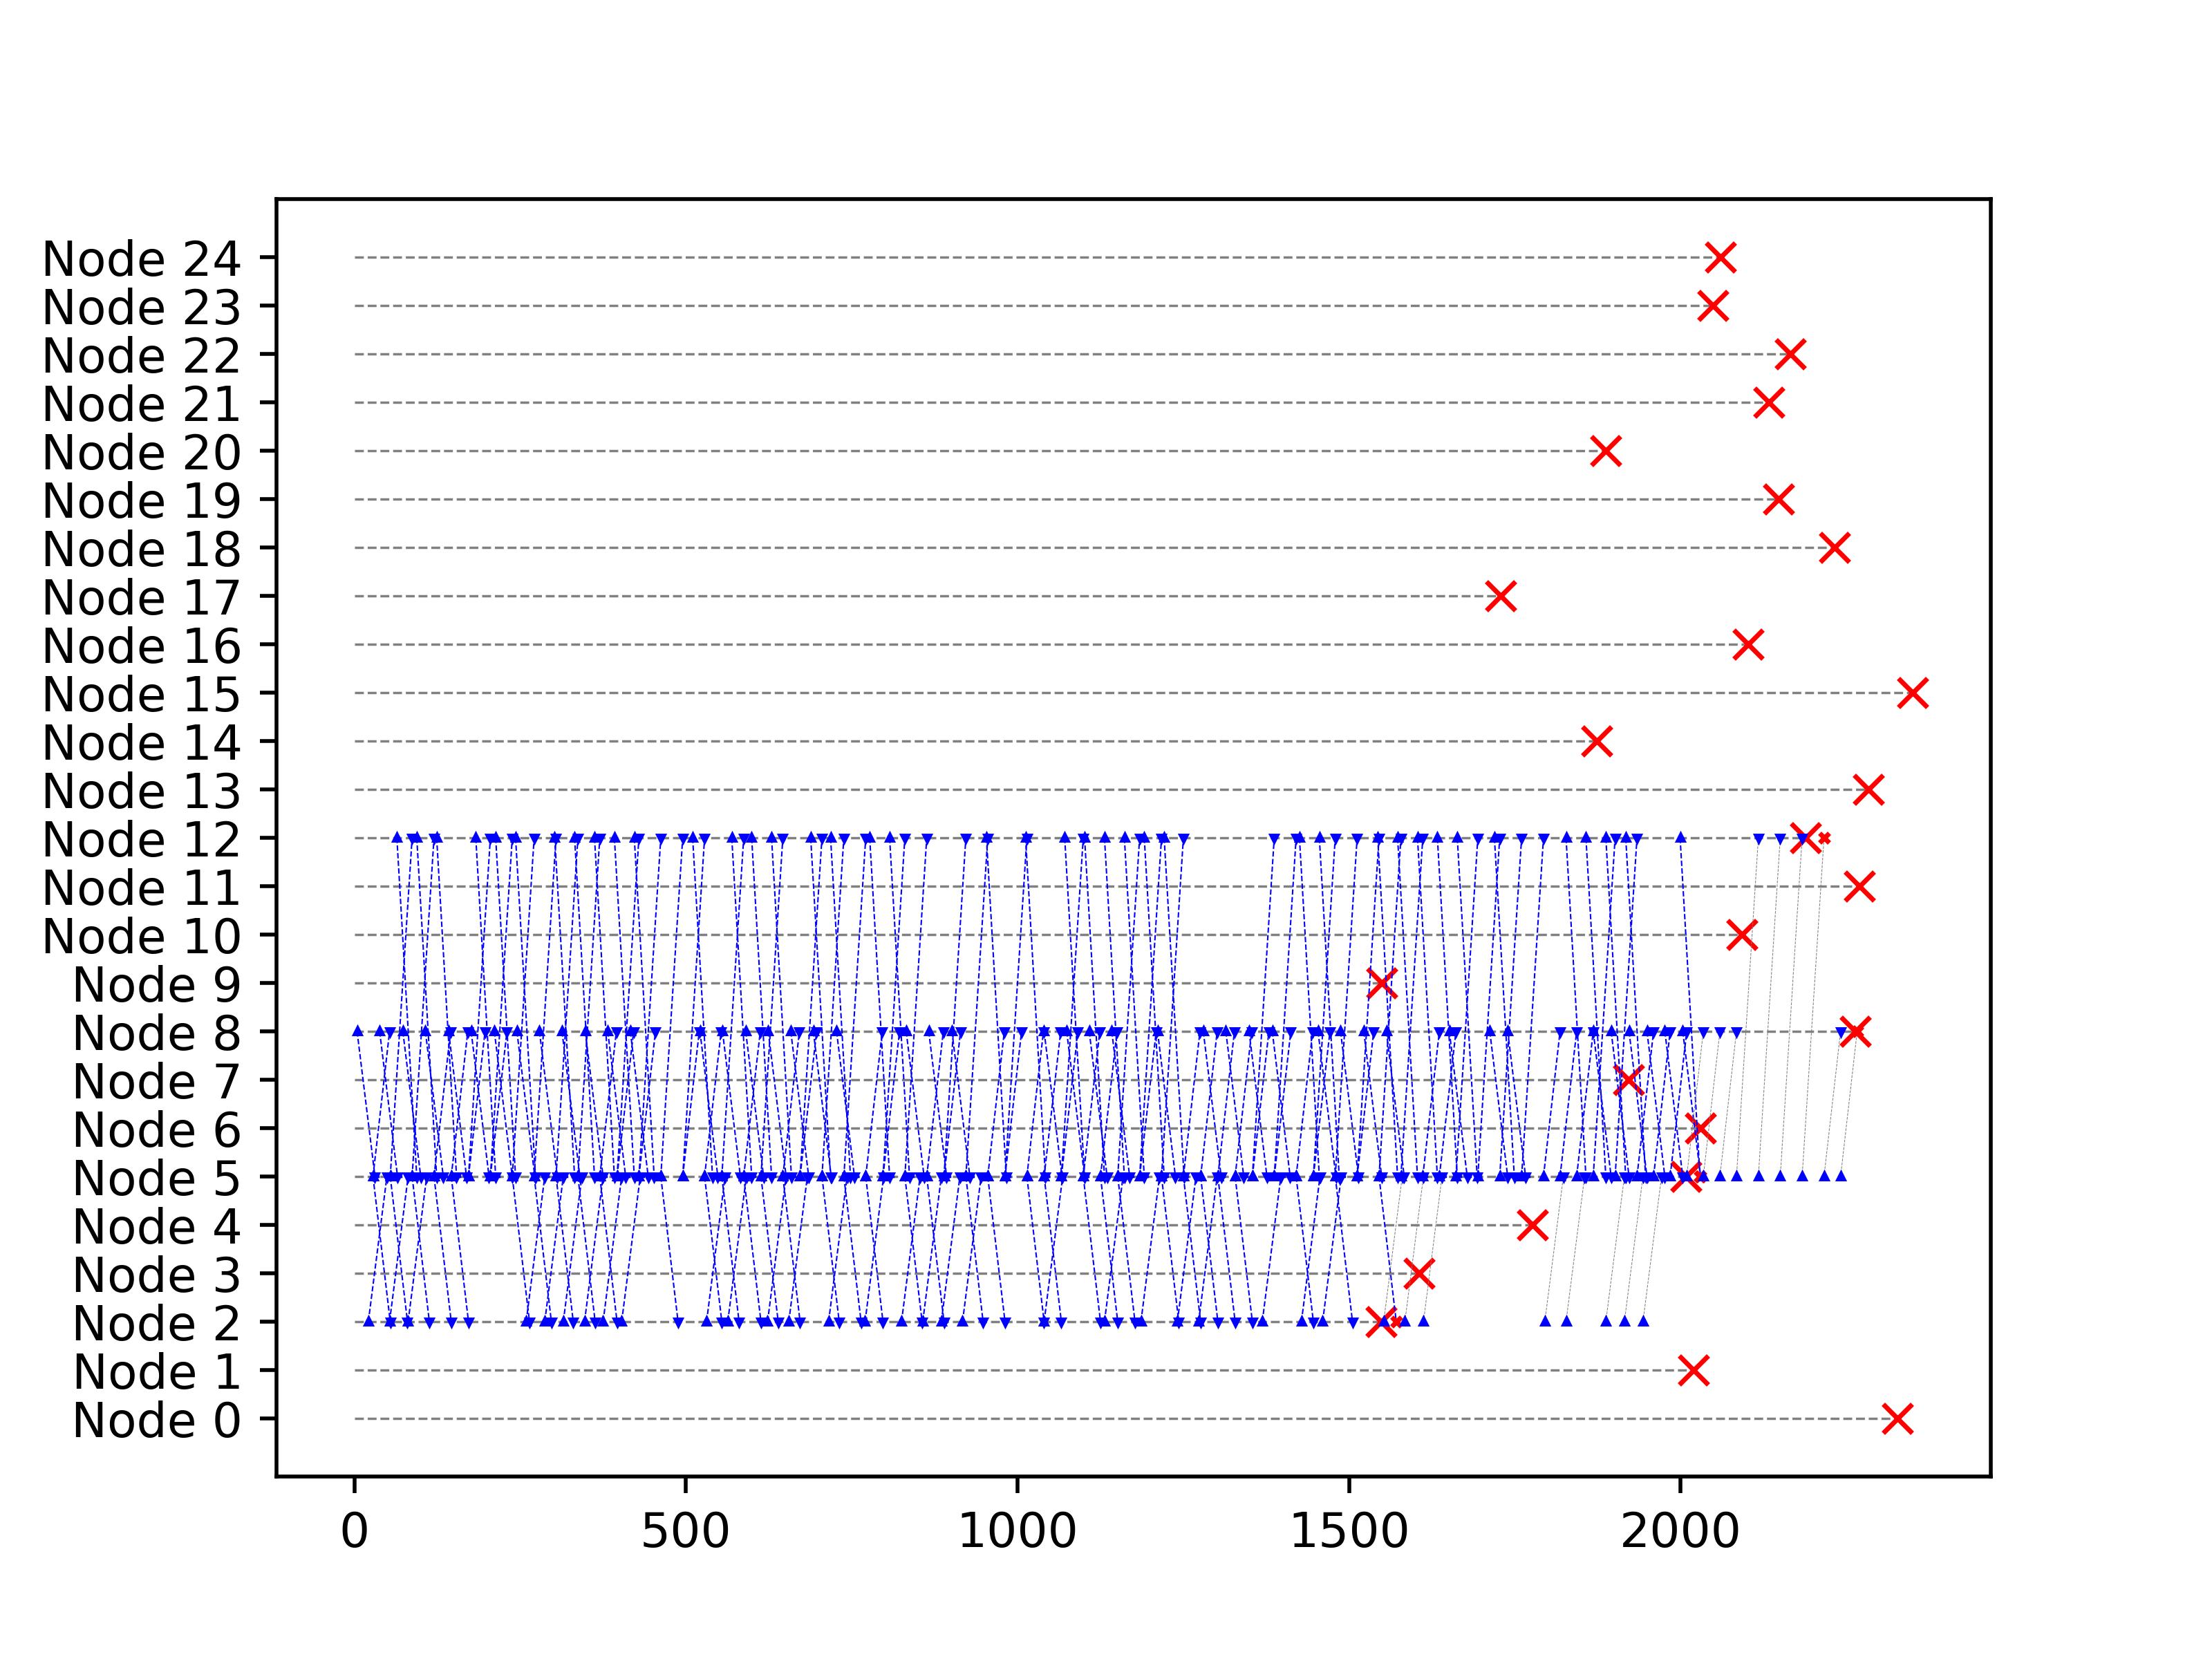 Node 24
Node 23
Node 22
Node 21
Node 20
Node 19
Node 18
Node 17
Node 16
Node 15
Node 14
Node 13
Node 12
Node 11
Node 10
Node 9
Node 8
Node 7
Node 6
Node 5
Node 4
Node 3
Node 2
Node 1
Node 0
0 500 1000 1500 2000